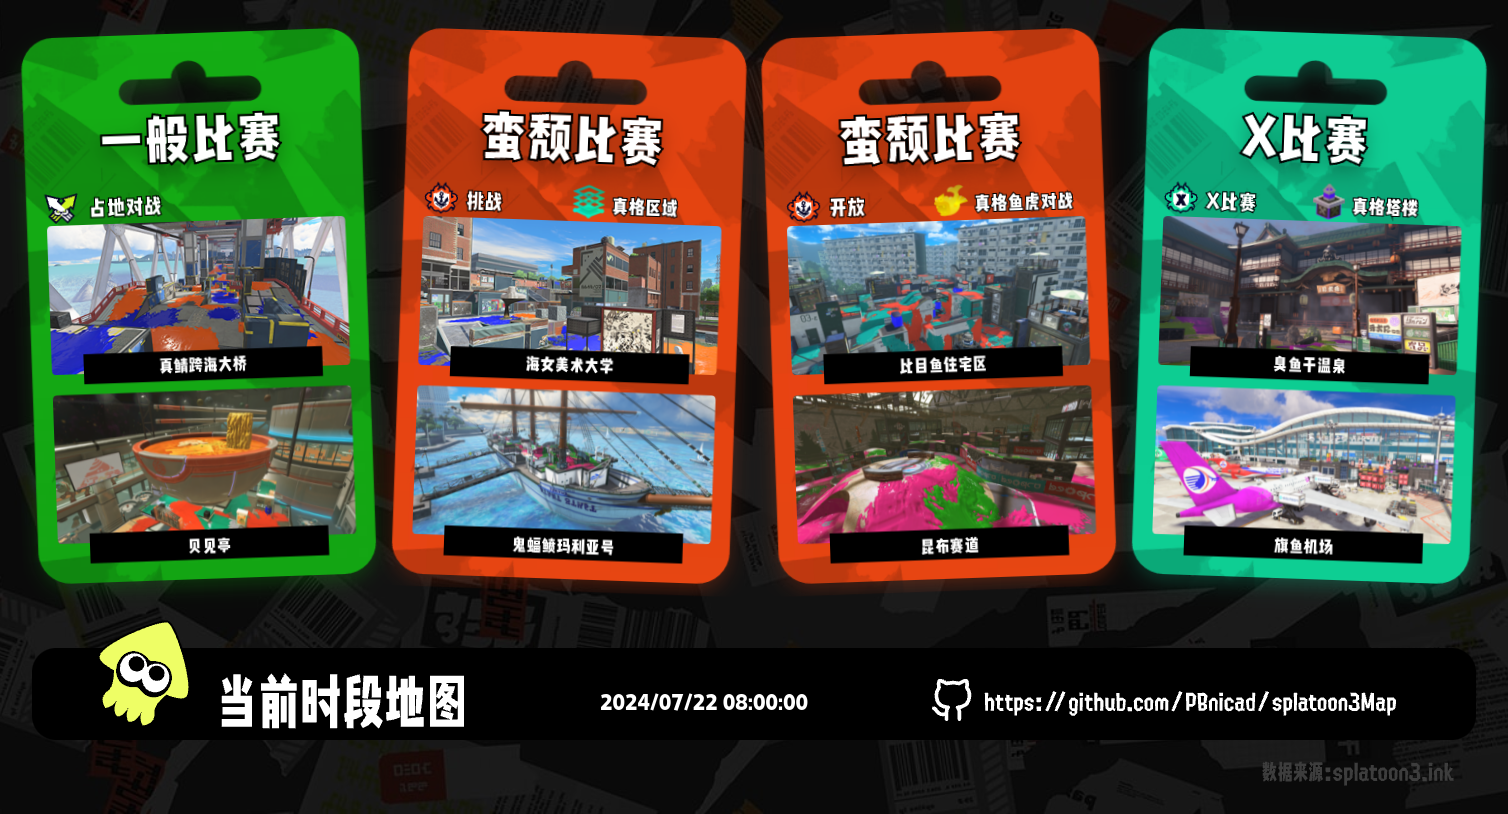 一般比赛
占地对战
真鲭跨海大桥
贝见亭
蛮颓比赛
挑战
真格区域
海女美术大学
鬼蝠鲼玛利亚号
蛮颓比赛
开放
真格鱼虎对战
比目鱼住宅区
昆布赛道
X比赛
X比赛
真格塔楼
臭鱼干温泉
旗鱼机场
当前时段地图
2024/07/22 08:00:00
https://github.com/PBnicad/splatoon3Map
数据来源:splatoon3.ink